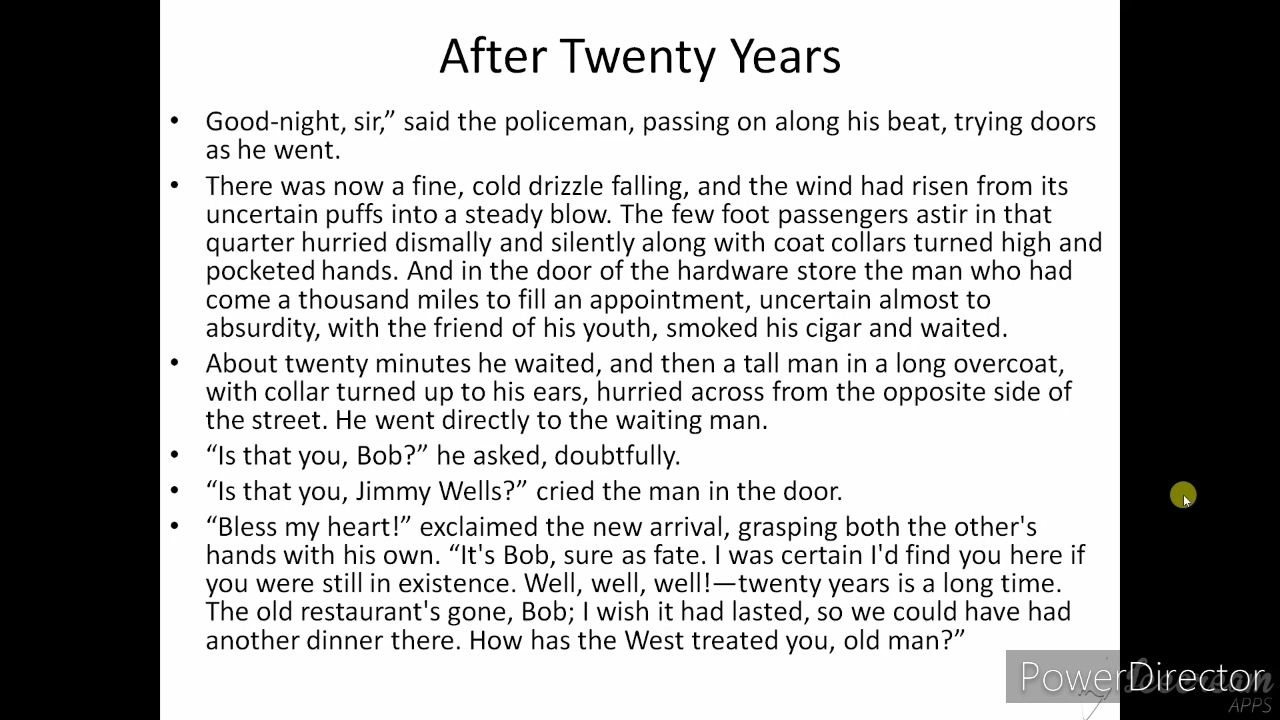 After Twenty Years
• Good-night, sir,” said the policeman, passing on along his beat, trying doors
as he went.
• There was now a fine, cold drizzle falling, and the wind had risen from its
uncertain puffs into a steady blow. The few foot passengers astir in that
quarter hurried dismally and silently along with coat collars turned high and
pocketed hands. And in the door of the hardware store the man who had
come a thousand miles to fill an appointment, uncertain almost to
absurdity, with the friend of his youth, smoked his cigar and waited.
• About twenty minutes he waited, and then a tall man in a long overcoat,
with collar turned up to his ears, hurried across from the opposite side of
the street. He went directly to the waiting man.
• “Is that you, Bob?” he asked, doubtfully.
• “Is that you, Jimmy Wells?” cried the man in the door.
• “Bless my heart!” exclaimed the new arrival, grasping both the other's
hands with his own. “It's Bob, sure as fate. I was certain I'd find you here if
you were still in existence. Well, well, well!—twenty years is a long time.
The old restaurant's gone, Bob; I wish it had lasted, so we could have had
another dinner there. How has the West treated you, old man?”
PowerDirector
APPS